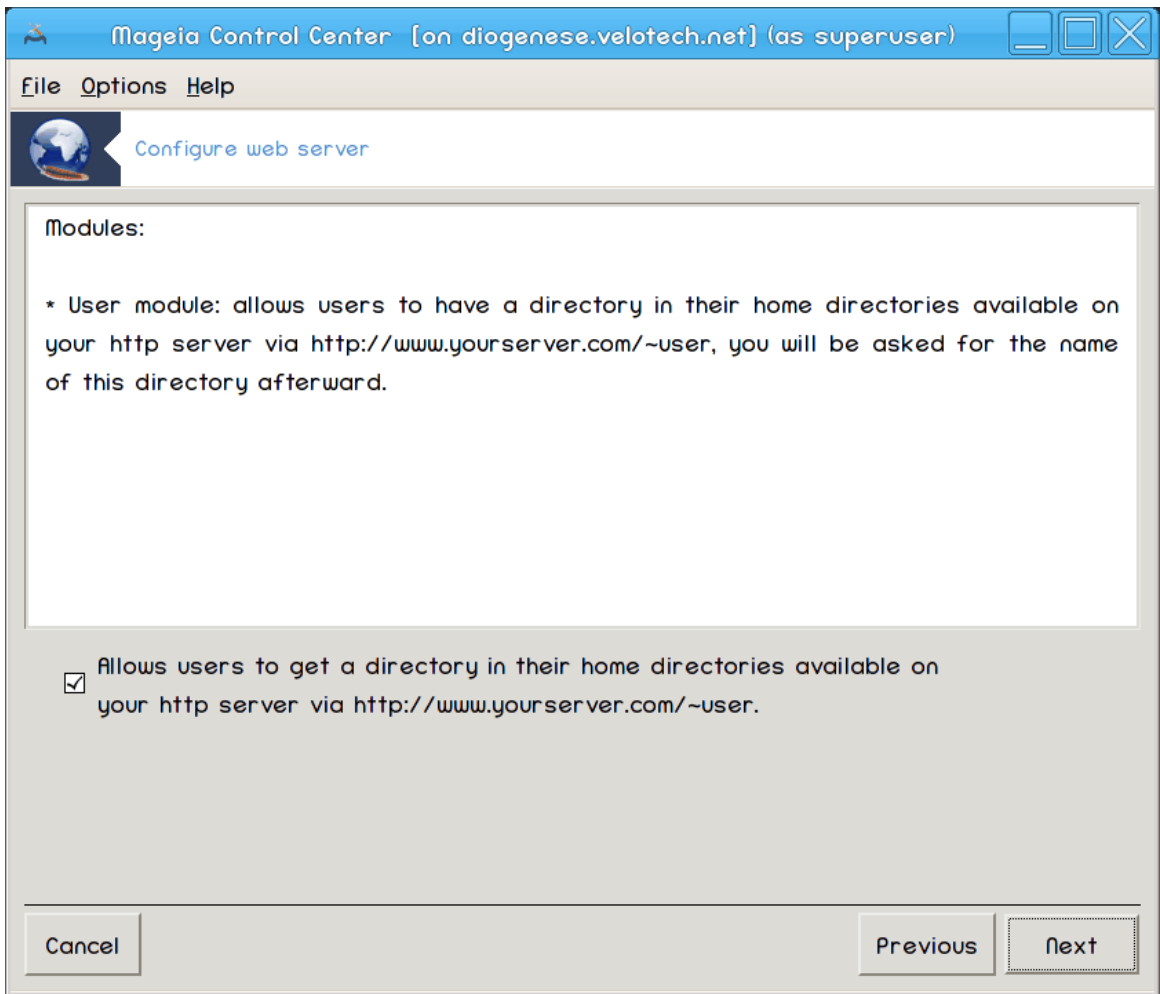 Mageia Control Center [on diogenese.velotech.net] (as superuser)
File Options Help
Configure web server
Modules:
* User module: allows users to have a directory in their home directories available on
your http server via http://www.yourserver.com/~user, you will be asked for the name
of this directory afterward.
Allows users to get a directory in their home directories available on
your http server via http://www.yourserver.com/~user.
Cancel Previous Next